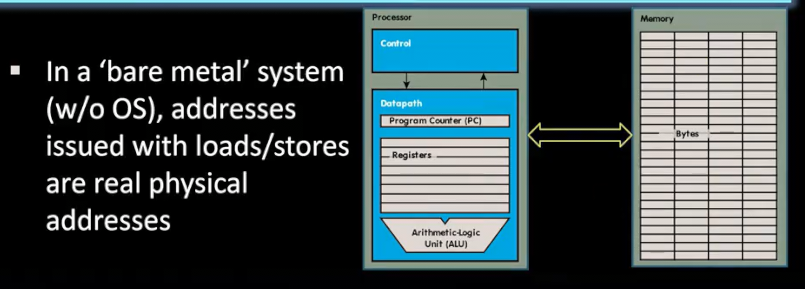 ▪ In a ‘bare metal’ system
(w/o OS), addresses
issued with loads/stores
are real physical
addresses
Processor
Control
Datapath
Program Counter (PC)
Registers
Arithmetic-Logic
Unit (ALU)
Memory
Bytes